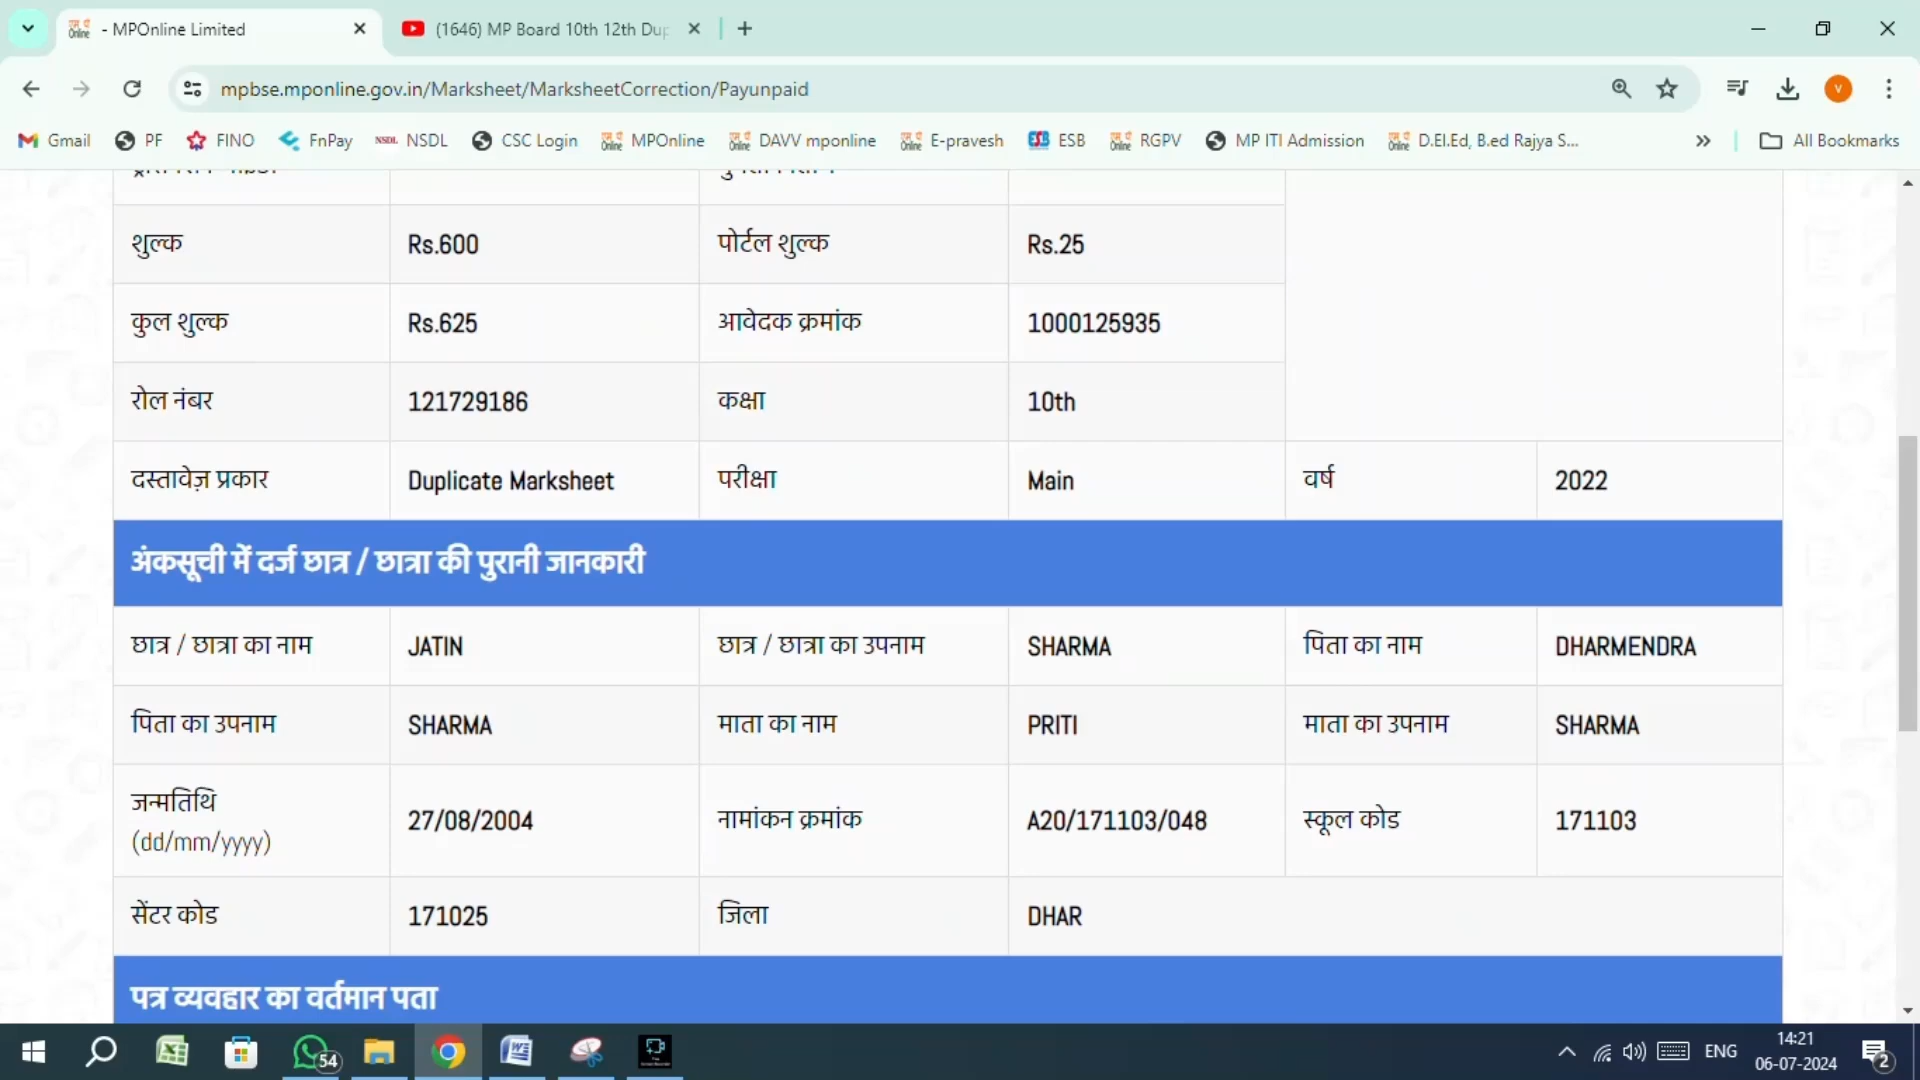 - MPOnline Limited
(1646) MP Board 10th 12th Dup
mpbse.mponline.gov.in/Marksheet/MarksheetCorrection/Payunpaid
V
Gmail PF FINO FnPay NSDL NSDL CSC Login MPOnline DAVV mponline E-pravesh ESB ESB RGPV MP ITI Admission D.El.Ed, B.ed Rajya S... » All Bookmarks
शुल्क Rs.600 पोर्टल शुल्क Rs.25
कुल शुल्क Rs.625 आवेदक क्रमांक 1000125935
रोल नंबर 121729186 कक्षा 10th
दस्तावेज़ प्रकार Duplicate Marksheet परीक्षा Main वर्ष 2022
अंकसूची में दर्ज छात्र / छात्रा की पुरानी जानकारी
छात्र / छात्रा का नाम JATIN छात्र / छात्रा का उपनाम SHARMA पिता का नाम DHARMENDRA
पिता का उपनाम SHARMA माता का नाम PRITI माता का उपनाम SHARMA
जन्मतिथि
(dd/mm/yyyy) 27/08/2004 नामांकन क्रमांक A20/171103/048 स्कूल कोड 171103
सेंटर कोड 171025 जिला DHAR
पत्र व्यवहार का वर्तमान पता
54 ENG 14:21
06-07-2024 2